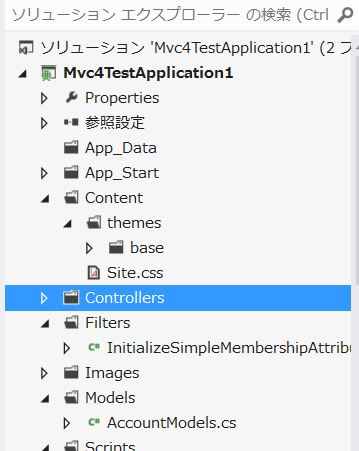 ソリューション エクスプローラー の検索 (Ctrl
ソリューション 'Mvc4TestApplication1' (2 プ
Mvc4TestApplication1
Properties
参照設定
App_Data
App_Start
Content
themes
base
Site.css
Controllers
Filters
C# InitializeSimpleMembershipAttribu
Images
Models
C# AccountModels.cs
Scripts